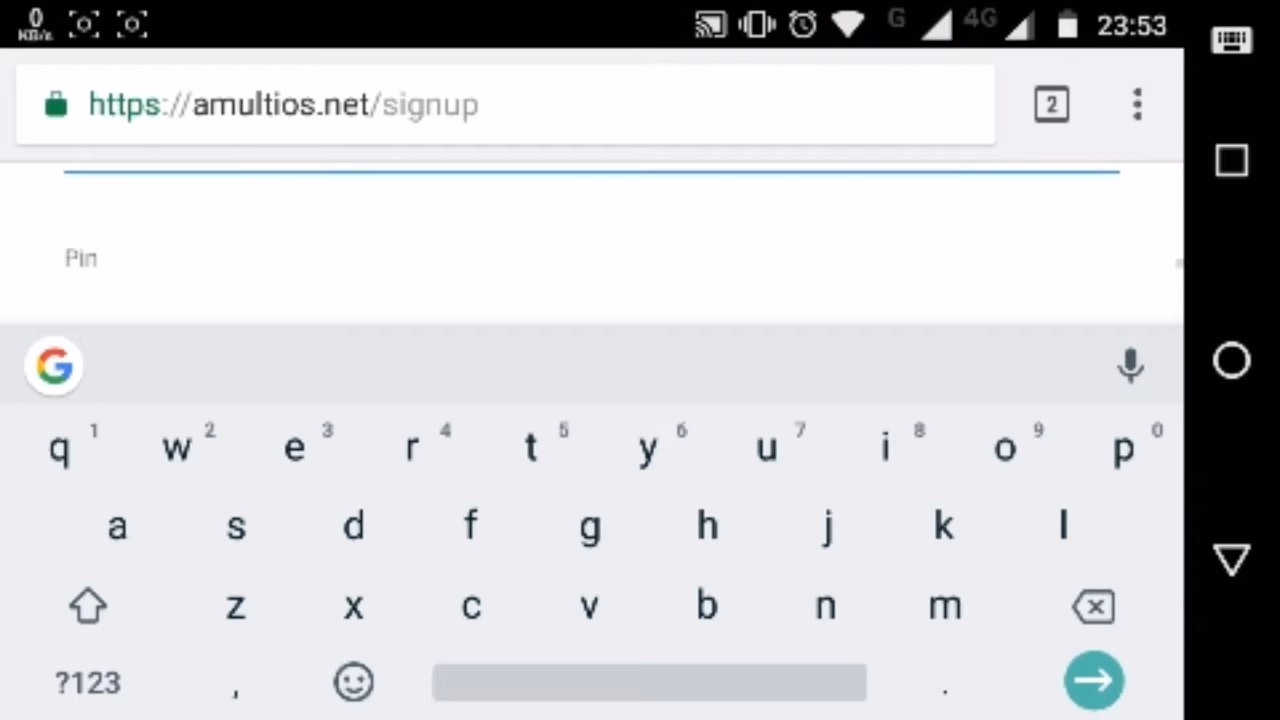 0
KB/s
G 4G 23:53
https://amultios.net/signup
2
Pin
G
q 1 w 2 e 3 r 4 t 5 y 6 u 7 i 8 o 9 p 0
a s d f g h j k l
z x c v b n m
?123 , .